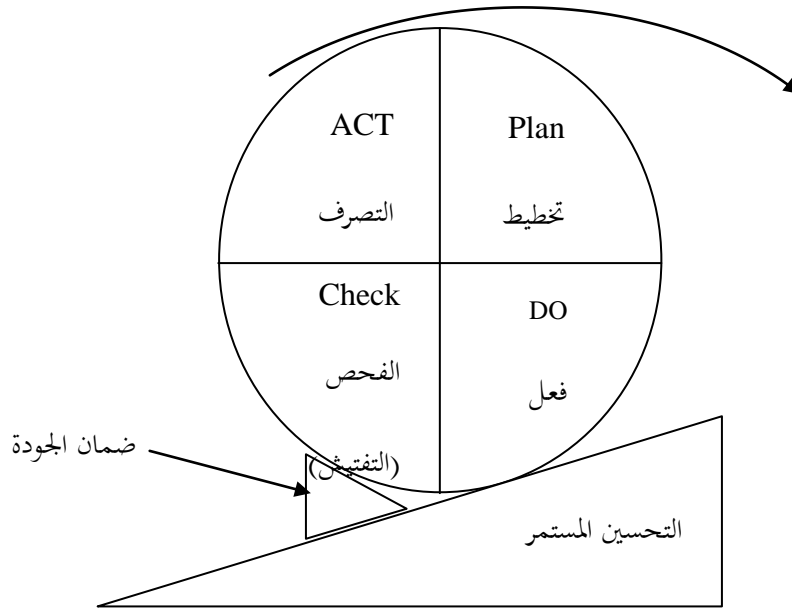 ACT
التصرف
Plan
تخطيط
Check
الفحص
(التفتيش)
DO
فعل
ضمان الجودة
التحسين المستمر